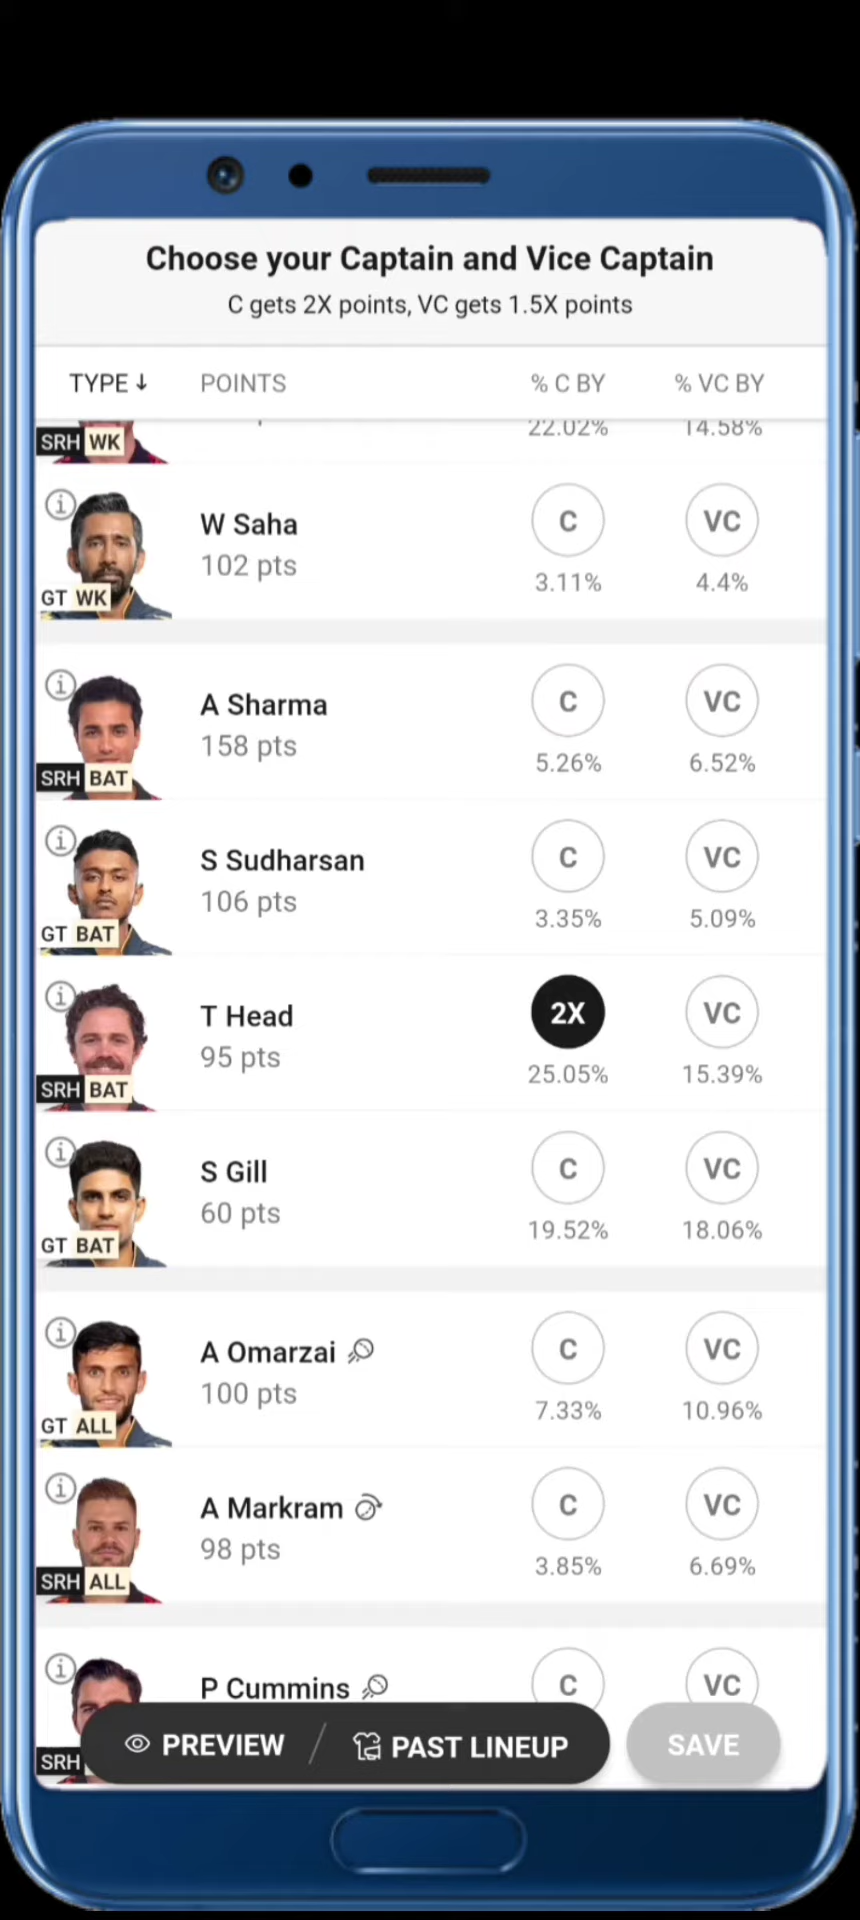 Choose your Captain and Vice Captain
C gets 2X points, VC gets 1.5X points
TYPE ↓ POINTS % C BY % VC BY
22.02% 14.58%
SRH WK
W Saha C VC
102 pts
3.11% 4.4%
GT WK
A Sharma C VC
158 pts
5.26% 6.52%
SRH BAT
S Sudharsan C VC
106 pts
3.35% 5.09%
GT BAT
T Head 2X VC
95 pts
25.05% 15.39%
SRH BAT
S Gill C VC
60 pts
19.52% 18.06%
GT BAT
A Omarzai C VC
100 pts
7.33% 10.96%
GT ALL
A Markram C VC
98 pts
3.85% 6.69%
SRH ALL
P Cummins C VC
SRH
PREVIEW / PAST LINEUP SAVE